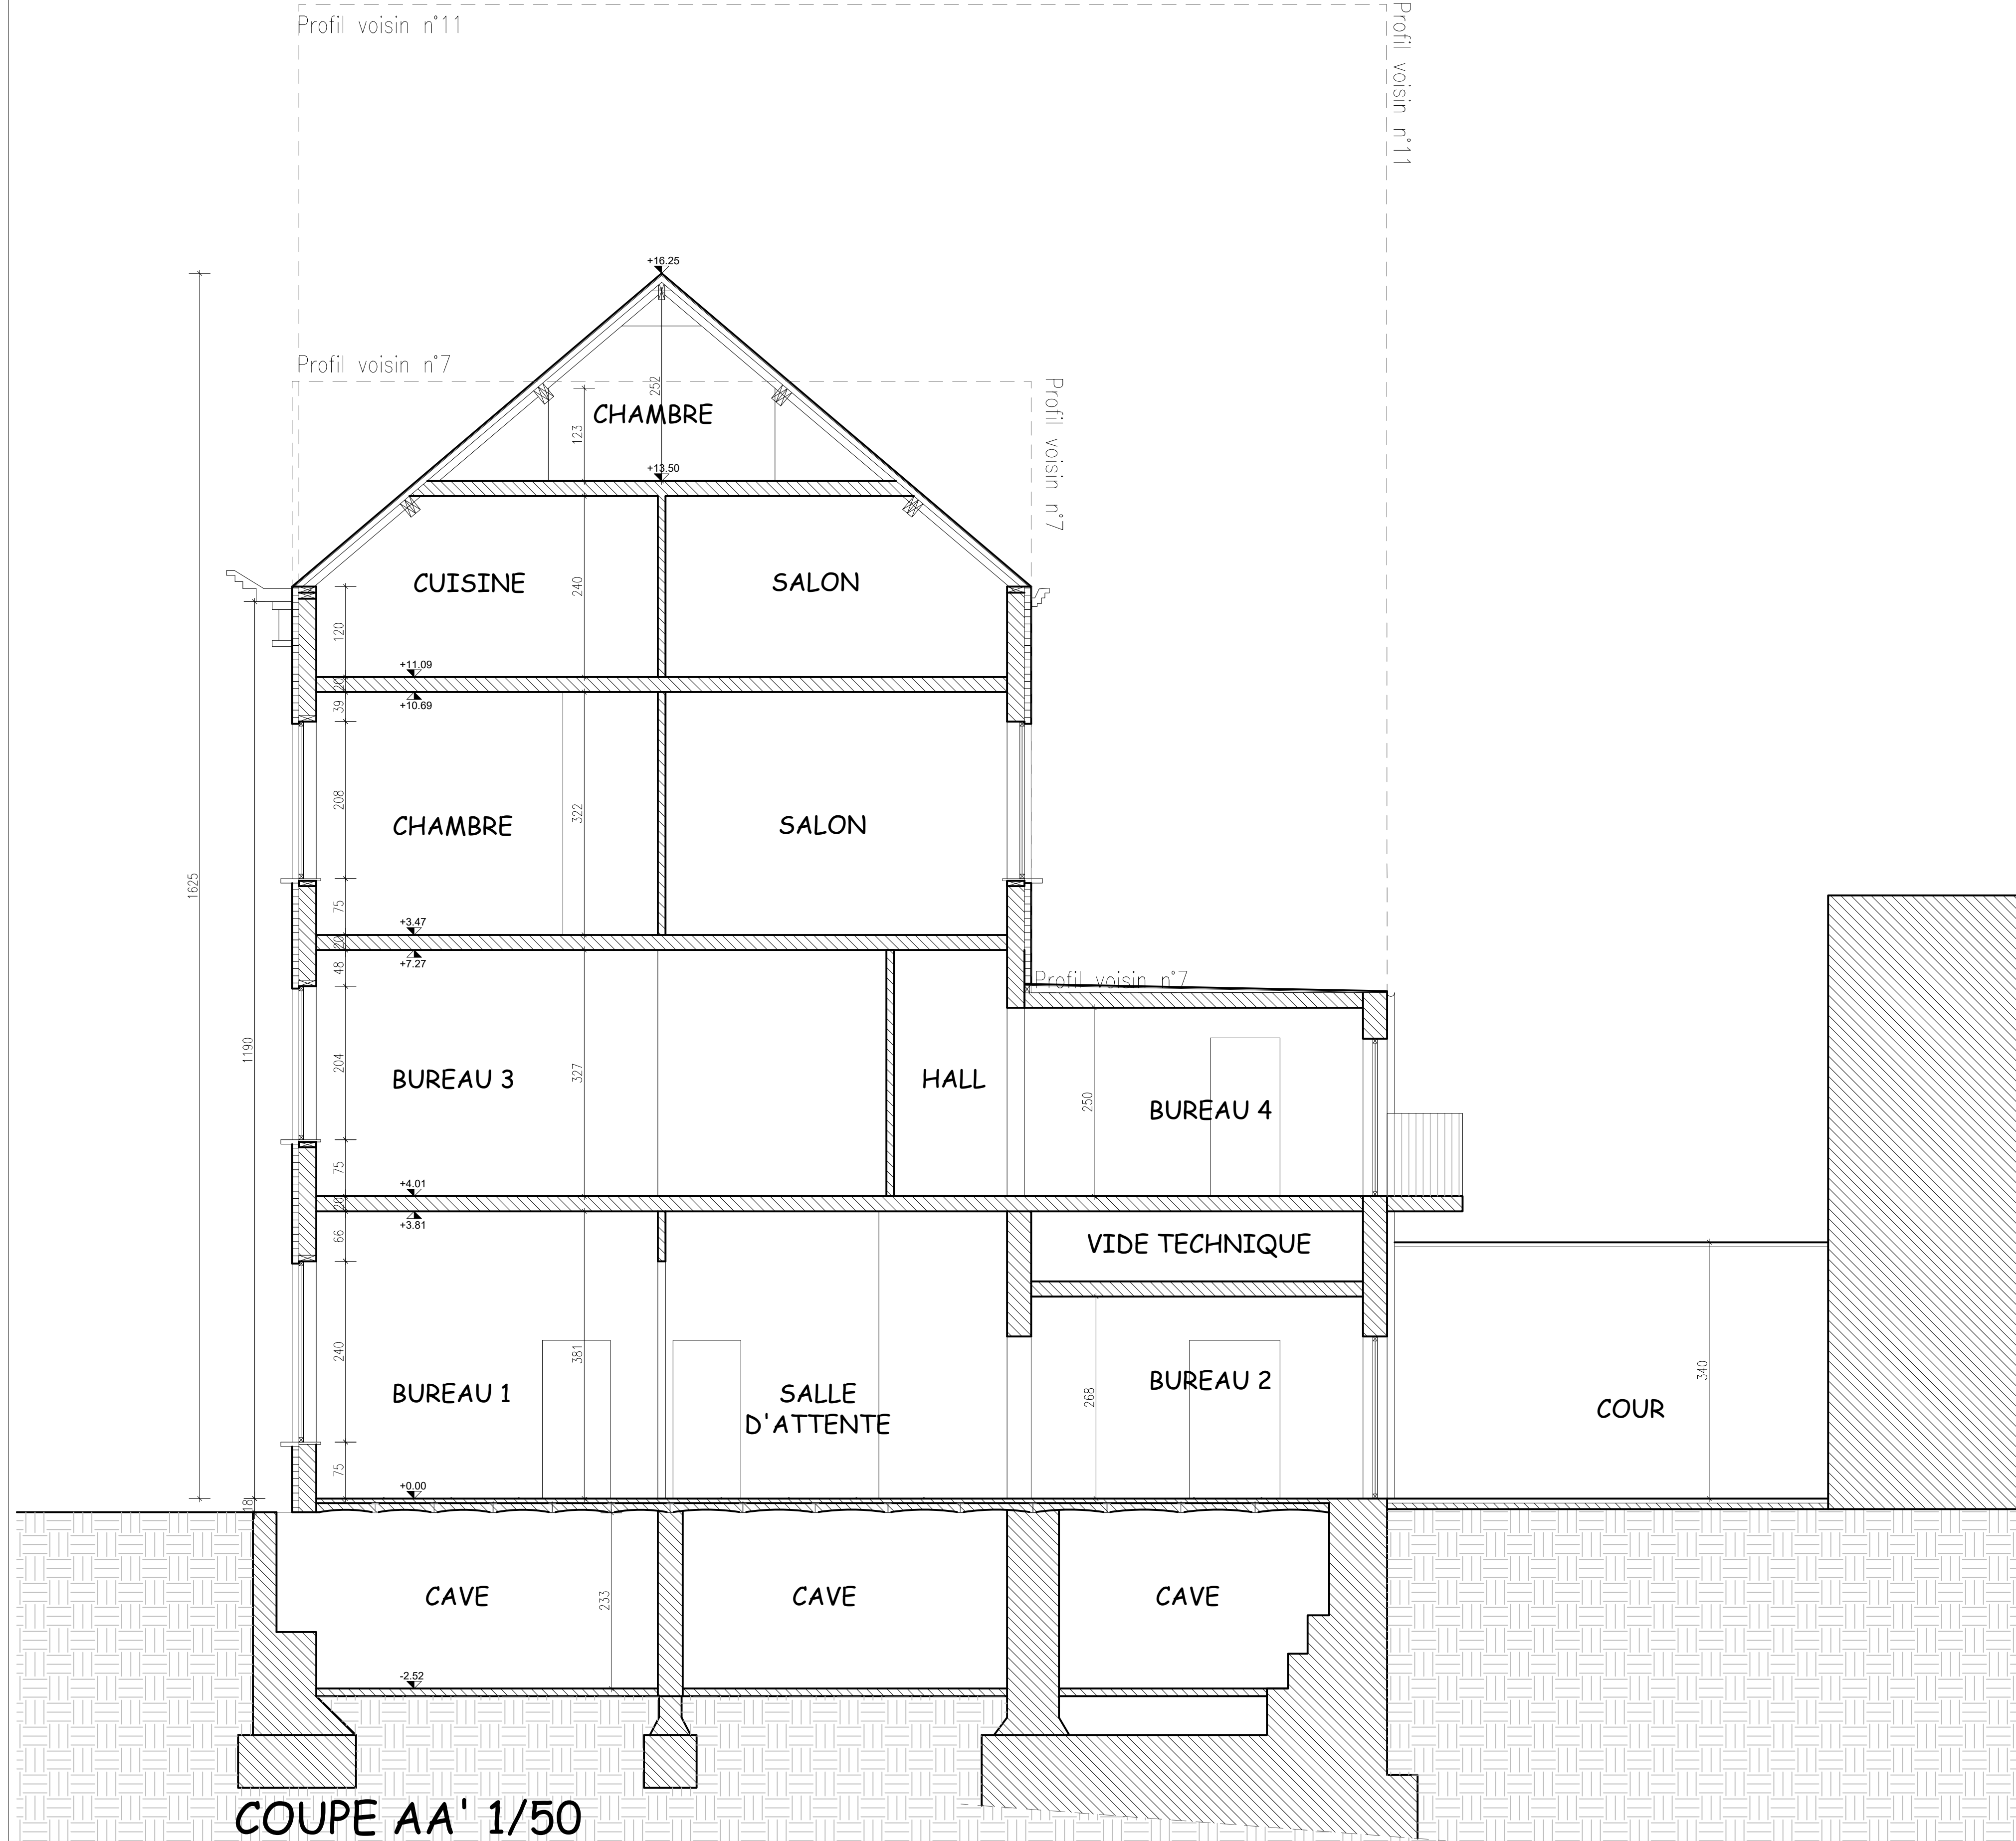 Profil voisin n°11
Profil voisin n°11
+16.25
Profil voisin n°7
Profil voisin n°7
252
CHAMBRE
123
+13.50
CUISINE
240
SALON
120
+11.09
20
39
+10.69
208
CHAMBRE
322
SALON
1625
75
+3.47
20
48
+7.27
Profil voisin n°7
1190
204
BUREAU 3
327
HALL
250
BUREAU 4
75
+4.01
20
+3.81
66
VIDE TECHNIQUE
240
381
BUREAU 1
SALLE
D'ATTENTE
268
BUREAU 2
340
COUR
75
+0.00
18
CAVE
233
CAVE
CAVE
-2.52
COUPE AA' 1/50